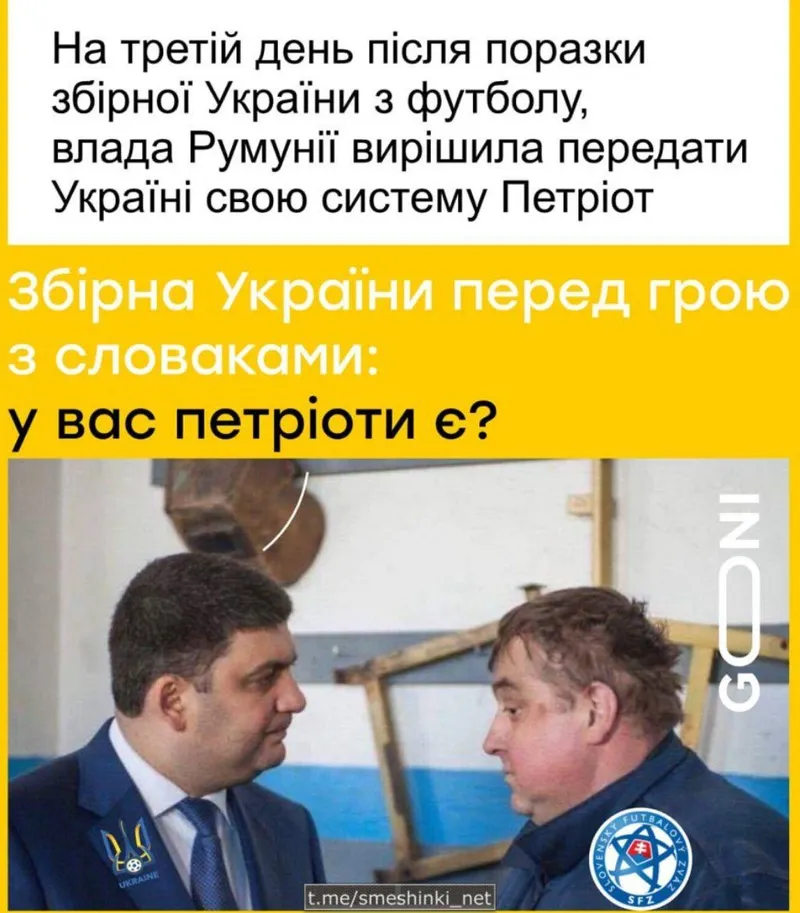 На третій день після поразки
збірної України з футболу,
влада Румунії вирішила передати
Україні свою систему Петріот
Збірна України перед грою
з словаками:
у вас петріоти є?
GONI
UKRAINE
SLOVENSKÝ FUTBALOVÝ ZVÄZ
SFZ
t.me/smeshinki_net